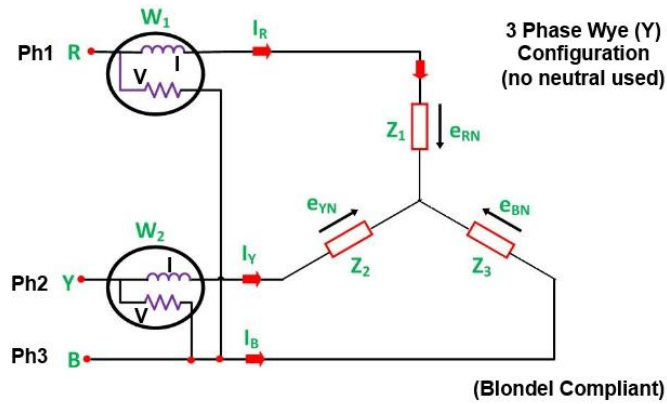 W1
Ph1 R
I
V
IR
3 Phase Wye (Y)
Configuration
(no neutral used)
Z1
eRN
eYN
eBN
W2
Z2
Z3
I
V
Ph2 Y
IY
IB
Ph3 B
(Blondel Compliant)